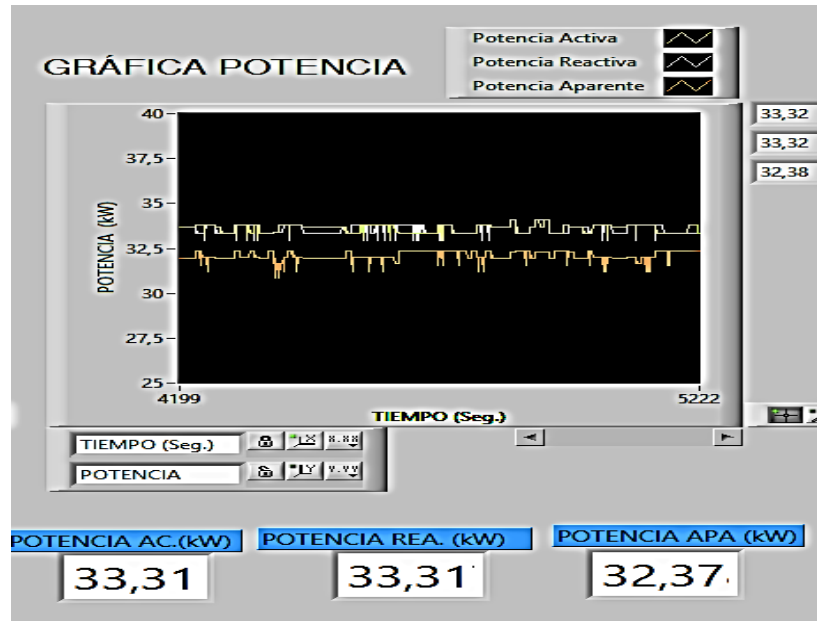 GRÁFICA POTENCIA
Potencia Activa
Potencia Reactiva
Potencia Aparente
33,32
33,32
32,38
POTENCIA (kW)
40
37,5
35
32,5
30
27,5
25
4199
5222
TIEMPO (Seg.)
TIEMPO (Seg.)
POTENCIA
POTENCIA AC.(kW)
POTENCIA REA. (kW)
POTENCIA APA (kW)
33,31
33,31
32,37